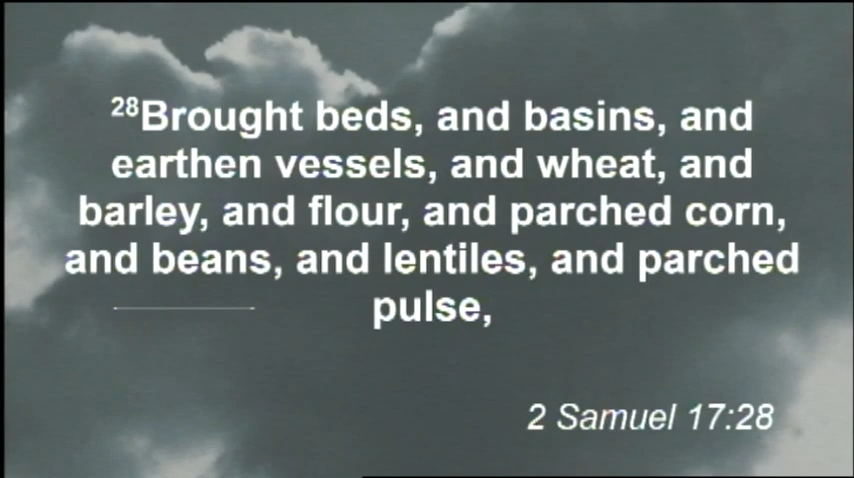 28Brought beds, and basins, and
earthen vessels, and wheat, and
barley, and flour, and parched corn,
and beans, and lentiles, and parched
pulse,
2 Samuel 17:28